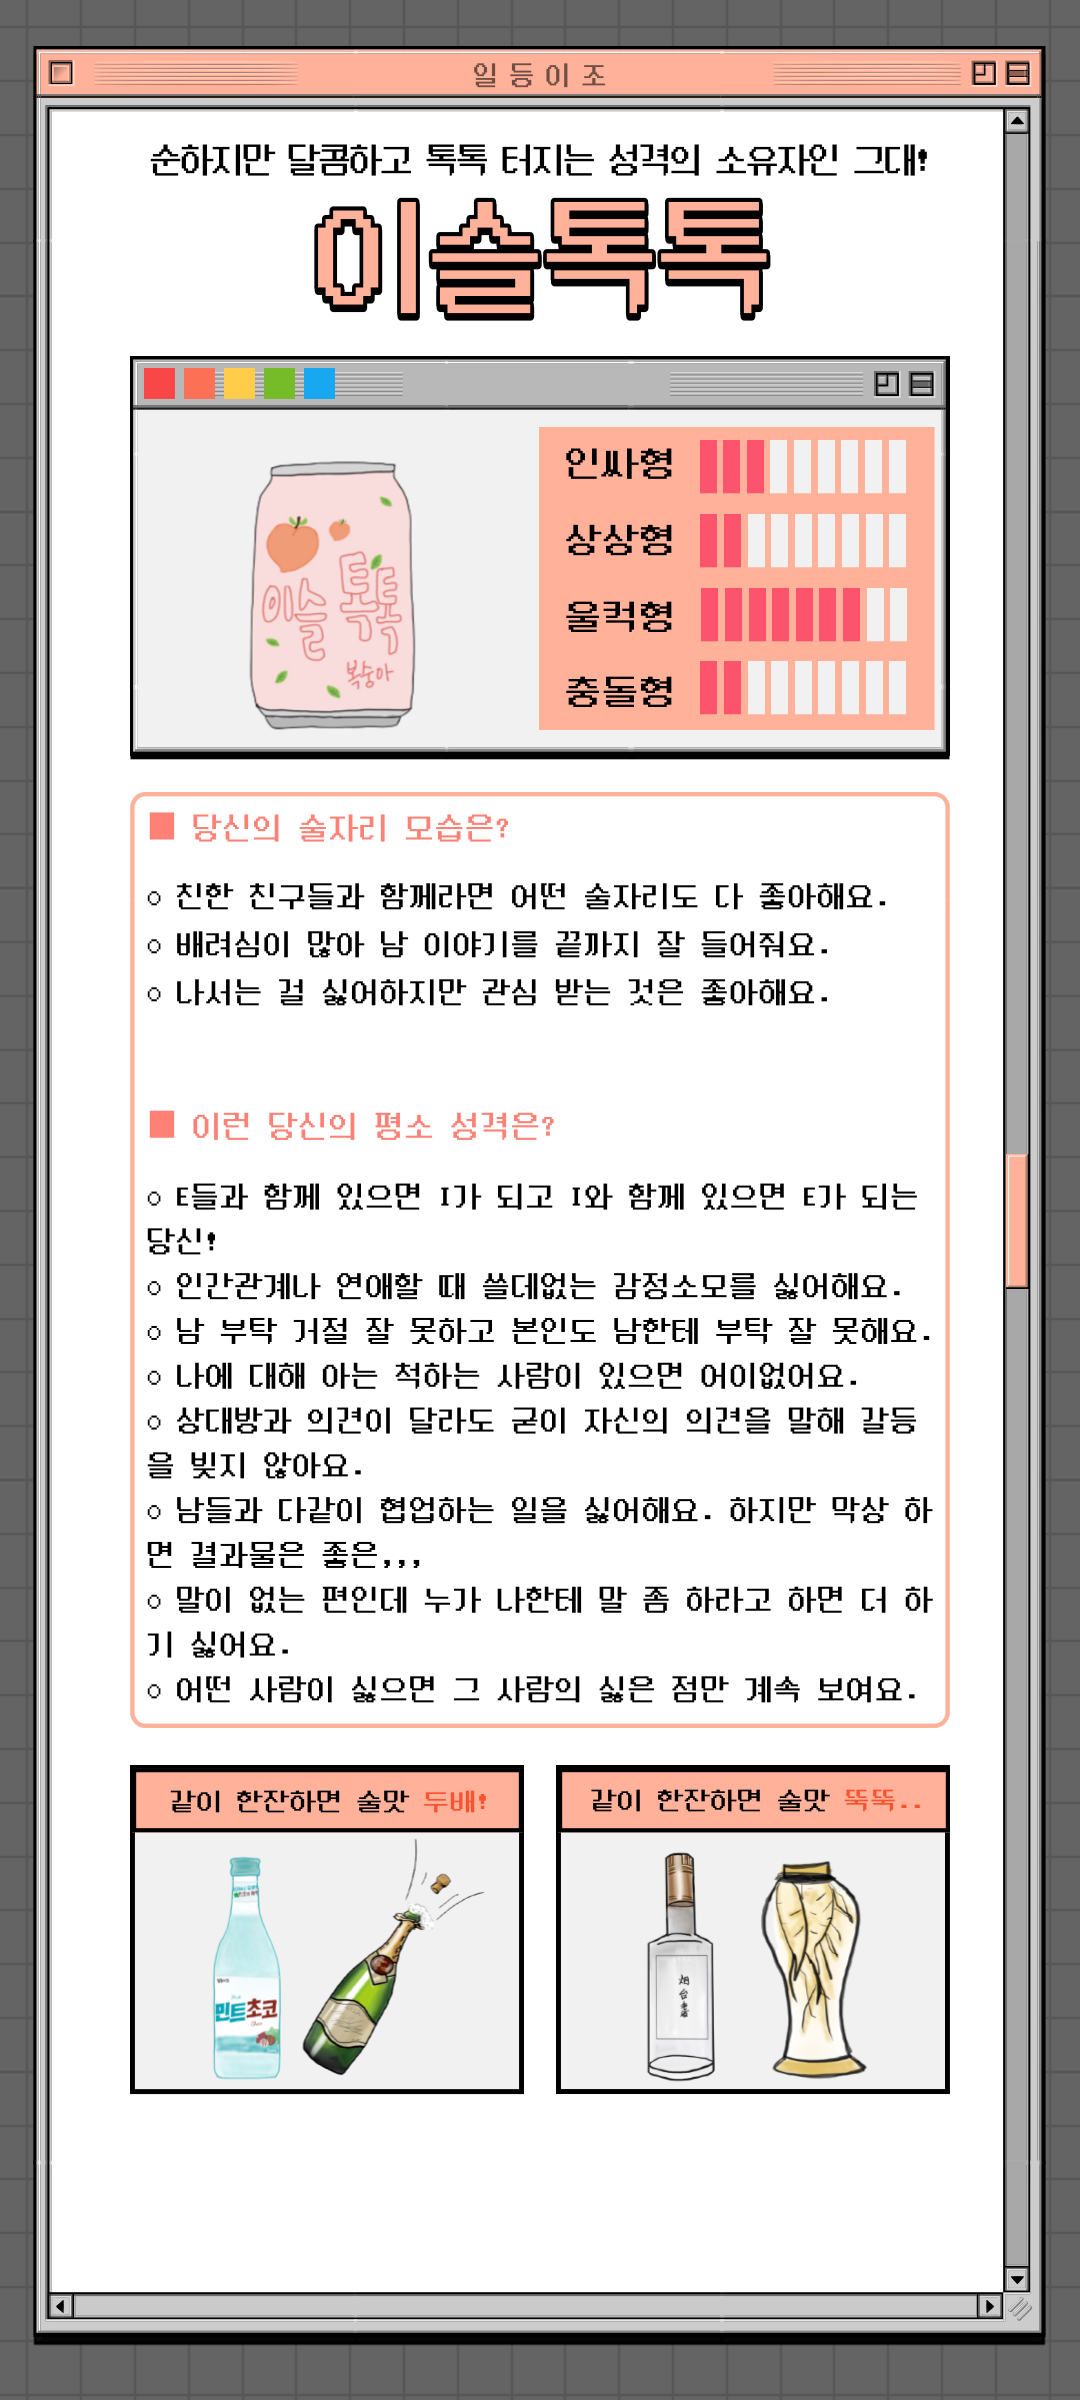 일등이조
순하지만 달콤하고 톡톡 터지는 성격의 소유자인 그대!
이슬톡톡
이슬 톡톡
복숭아
인싸형
상상형
울컥형
충돌형
■ 당신의 술자리 모습은?
○ 친한 친구들과 함께라면 어떤 술자리도 다 좋아해요.
○ 배려심이 많아 남 이야기를 끝까지 잘 들어줘요.
○ 나서는 걸 싫어하지만 관심 받는 것은 좋아해요.
■ 이런 당신의 평소 성격은?
○ E들과 함께 있으면 I가 되고 I와 함께 있으면 E가 되는
당신!
○ 인간관계나 연애할 때 쓸데없는 감정소모를 싫어해요.
○ 남 부탁 거절 잘 못하고 본인도 남한테 부탁 잘 못해요.
○ 나에 대해 아는 척하는 사람이 있으면 어이없어요.
○ 상대방과 의견이 달라도 굳이 자신의 의견을 말해 갈등
을 빚지 않아요.
○ 남들과 다같이 협업하는 일을 싫어해요. 하지만 막상 하
면 결과물은 좋은,,,
○ 말이 없는 편인데 누가 나한테 말 좀 하라고 하면 더 하
기 싫어요.
○ 어떤 사람이 싫으면 그 사람의 싫은 점만 계속 보여요.
같이 한잔하면 술맛 두배!
같이 한잔하면 술맛 뚝뚝..
민트초코
烟
台